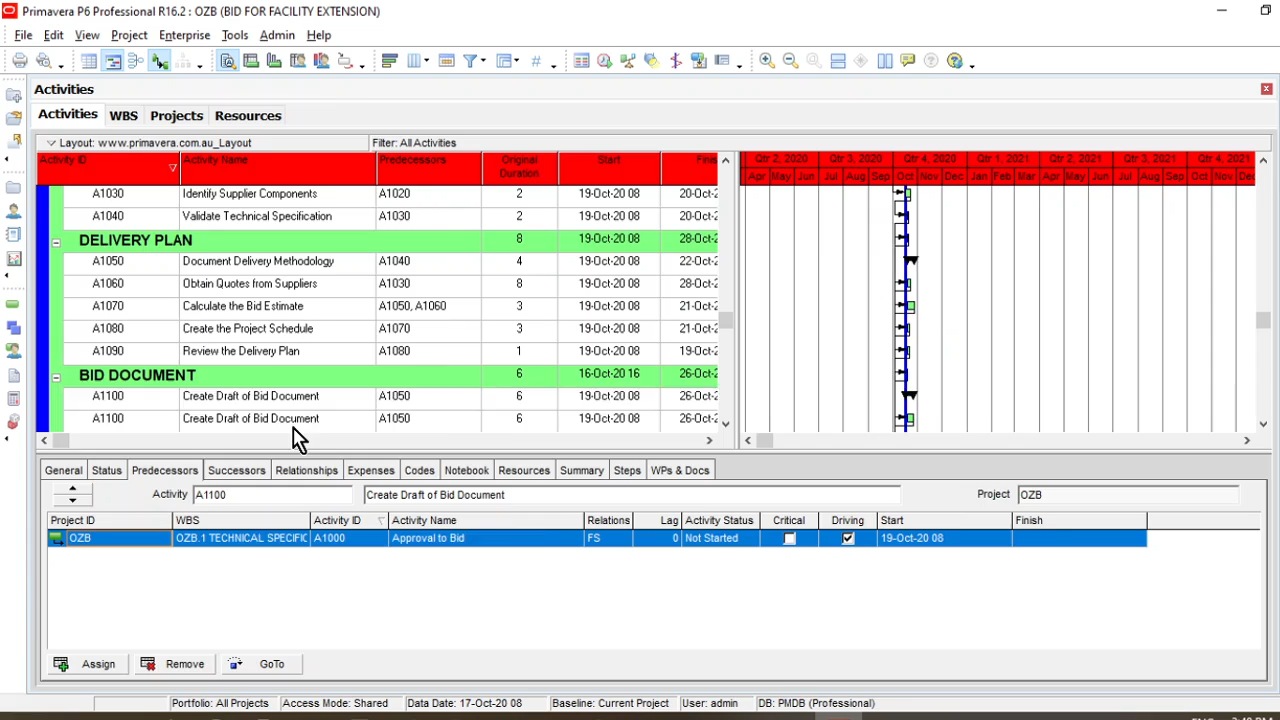 Primavera P6 Professional R16.2 : OZB (BID FOR FACILITY EXTENSION)
File Edit View Project Enterprise Tools Issues Admin Help
Activities
Activities WBS Projects Resources
Layout: www.primavera.com.au_Layout Filter: All Activities
Activity ID Activity Name Predecessors Original Duration Start Fin
Qtr 2, 2020 Qtr 3, 2020 Qtr 4, 2020 Qtr 1, 2021 Qtr 2, 2021 Qtr 3, 2021 Qtr 4, 2021
Apr May Jun Jul Aug Sep Oct Nov Dec Jan Feb Mar Apr May Jun Jul Aug Sep Oct Nov Dec
A1030 Identify Supplier Components A1020 2 19-Oct-20 08 20-Oct-2
A1040 Validate Technical Specification A1030 2 19-Oct-20 08 20-Oct-2
DELIVERY PLAN 8 19-Oct-20 08 28-Oct-2
A1050 Document Delivery Methodology A1040 4 19-Oct-20 08 22-Oct-2
A1060 Obtain Quotes from Suppliers A1030 8 19-Oct-20 08 28-Oct-2
A1070 Calculate the Bid Estimate A1050, A1060 3 19-Oct-20 08 21-Oct-2
A1080 Create the Project Schedule A1070 3 19-Oct-20 08 21-Oct-2
A1090 Review the Delivery Plan A1080 1 19-Oct-20 08 19-Oct-2
BID DOCUMENT 6 16-Oct-20 16 26-Oct-2
A1100 Create Draft of Bid Document A1050 6 19-Oct-20 08 26-Oct-2
A1100 Create Draft of Bid Document A1050 6 19-Oct-20 08 26-Oct-2
General Status Predecessors Successors Relationships Expenses Codes Notebook Resources Summary Steps WPs & Docs
Activity A1100 Create Draft of Bid Document Project OZB
Project ID WBS Activity ID Activity Name Relations Lag Activity Status Critical Driving Start Finish
OZB OZB.1 TECHNICAL SPECIFIC A1000 Approval to Bid FS 0 Not Started 19-Oct-20 08
Assign Remove GoTo
Portfolio: All Projects Access Mode: Shared Data Date: 17-Oct-20 08 Baseline: Current Project User: admin DB: PMDB (Professional)